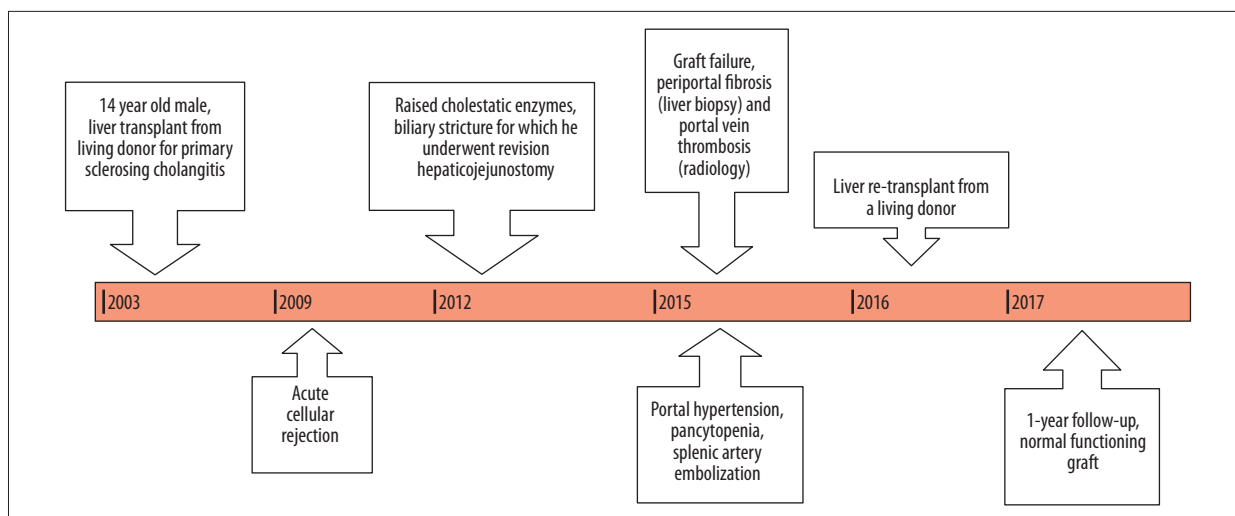 14 year old male,
liver transplant from
living donor for primary
sclerosing cholangitis
Raised cholestatic enzymes,
biliary stricture for which he
underwent revision
hepaticojejunostomy
Graft failure,
periportal fibrosis
(liver biopsy) and
portal vein
thrombosis
(radiology)
Liver re-transplant from
a living donor
2003
2009
2012
2015
2016
2017
Acute
cellular
rejection
Portal hypertension,
pancytopenia,
splenic artery
embolization
1-year follow-up,
normal functioning
graft